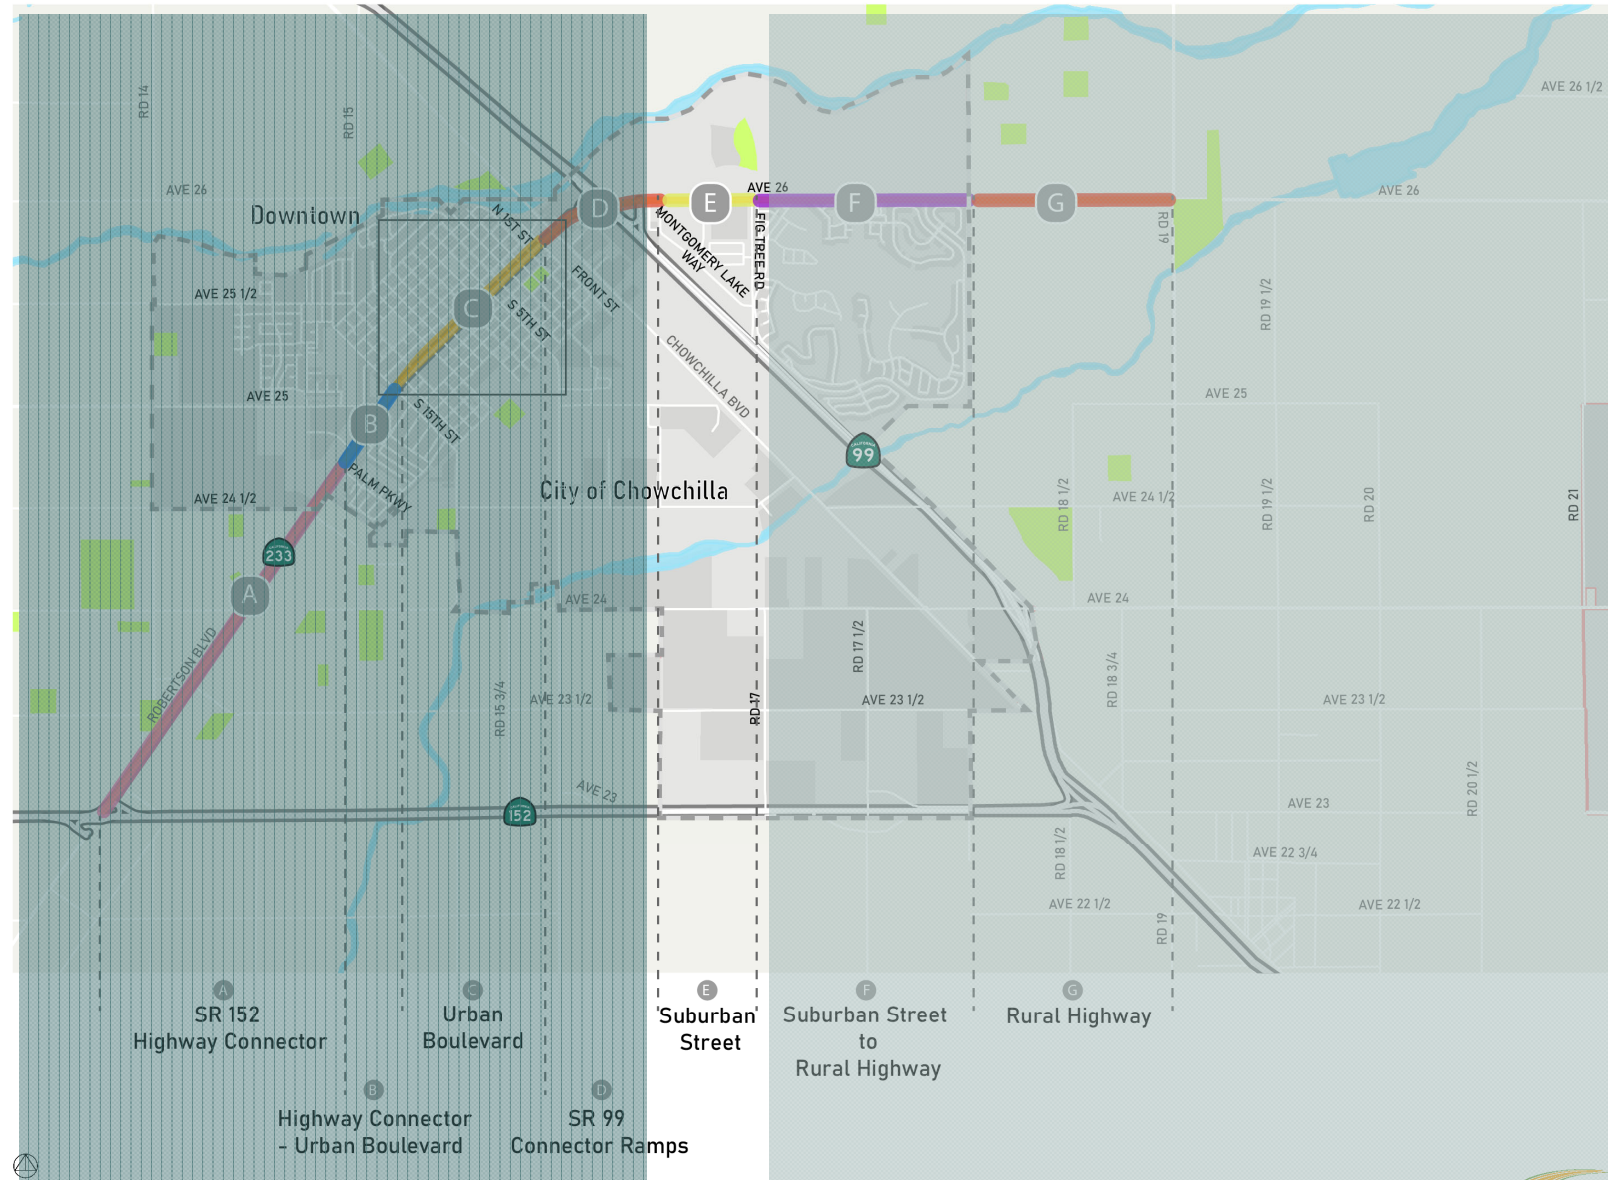 RD 14
RD 15
AVE 26 1/2
AVE 26
Downtown
N 1ST ST
D
AVE 26
E
F
G
AVE 26
MONTGOMERY LAKE
WAY
FIG TREE RD
RD 19
AVE 25 1/2
FRONT ST
C
S 5TH ST
RD 19 1/2
CHOWCHILLA BVD
AVE 25
AVE 25
B
S 15TH ST
CALIFORNIA
99
PALM PKWY
City of Chowchilla
AVE 24 1/2
RD 18 1/2
AVE 24 1/2
RD 19 1/2
RD 20
RD 21
CALIFORNIA
233
A
AVE 24
AVE 24
ROBERTSON BLVD
RD 17 1/2
RD 18 3/4
RD 15 3/4
AVE 23 1/2
RD 17
AVE 23 1/2
AVE 23 1/2
AVE 23
CALIFORNIA
152
RD 20 1/2
AVE 23
RD 18 1/2
AVE 22 3/4
AVE 22 1/2
RD 19
AVE 22 1/2
A
SR 152
Highway Connector
C
Urban
Boulevard
E
Suburban
Street
F
Suburban Street
to
Rural Highway
G
Rural Highway
B
Highway Connector
- Urban Boulevard
D
SR 99
Connector Ramps